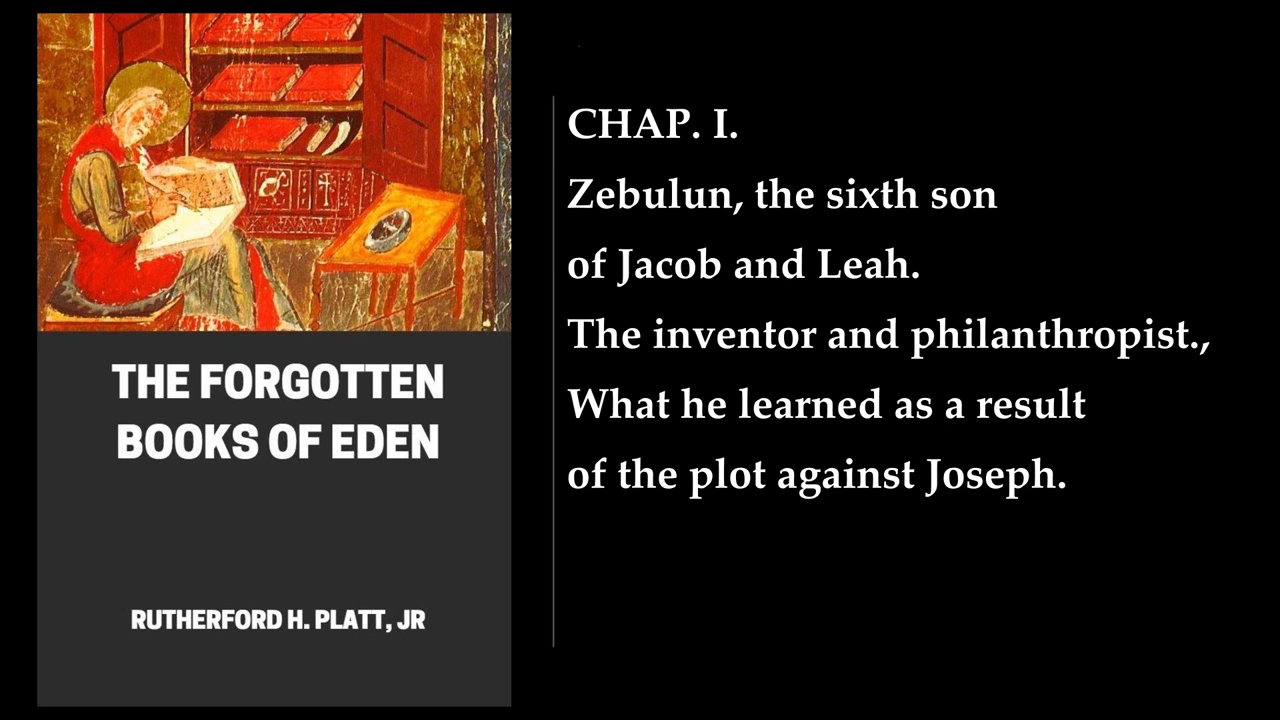 THE FORGOTTEN
BOOKS OF EDEN
RUTHERFORD H. PLATT, JR
CHAP. I.
Zebulun, the sixth son
of Jacob and Leah.
The inventor and philanthropist.,
What he learned as a result
of the plot against Joseph.